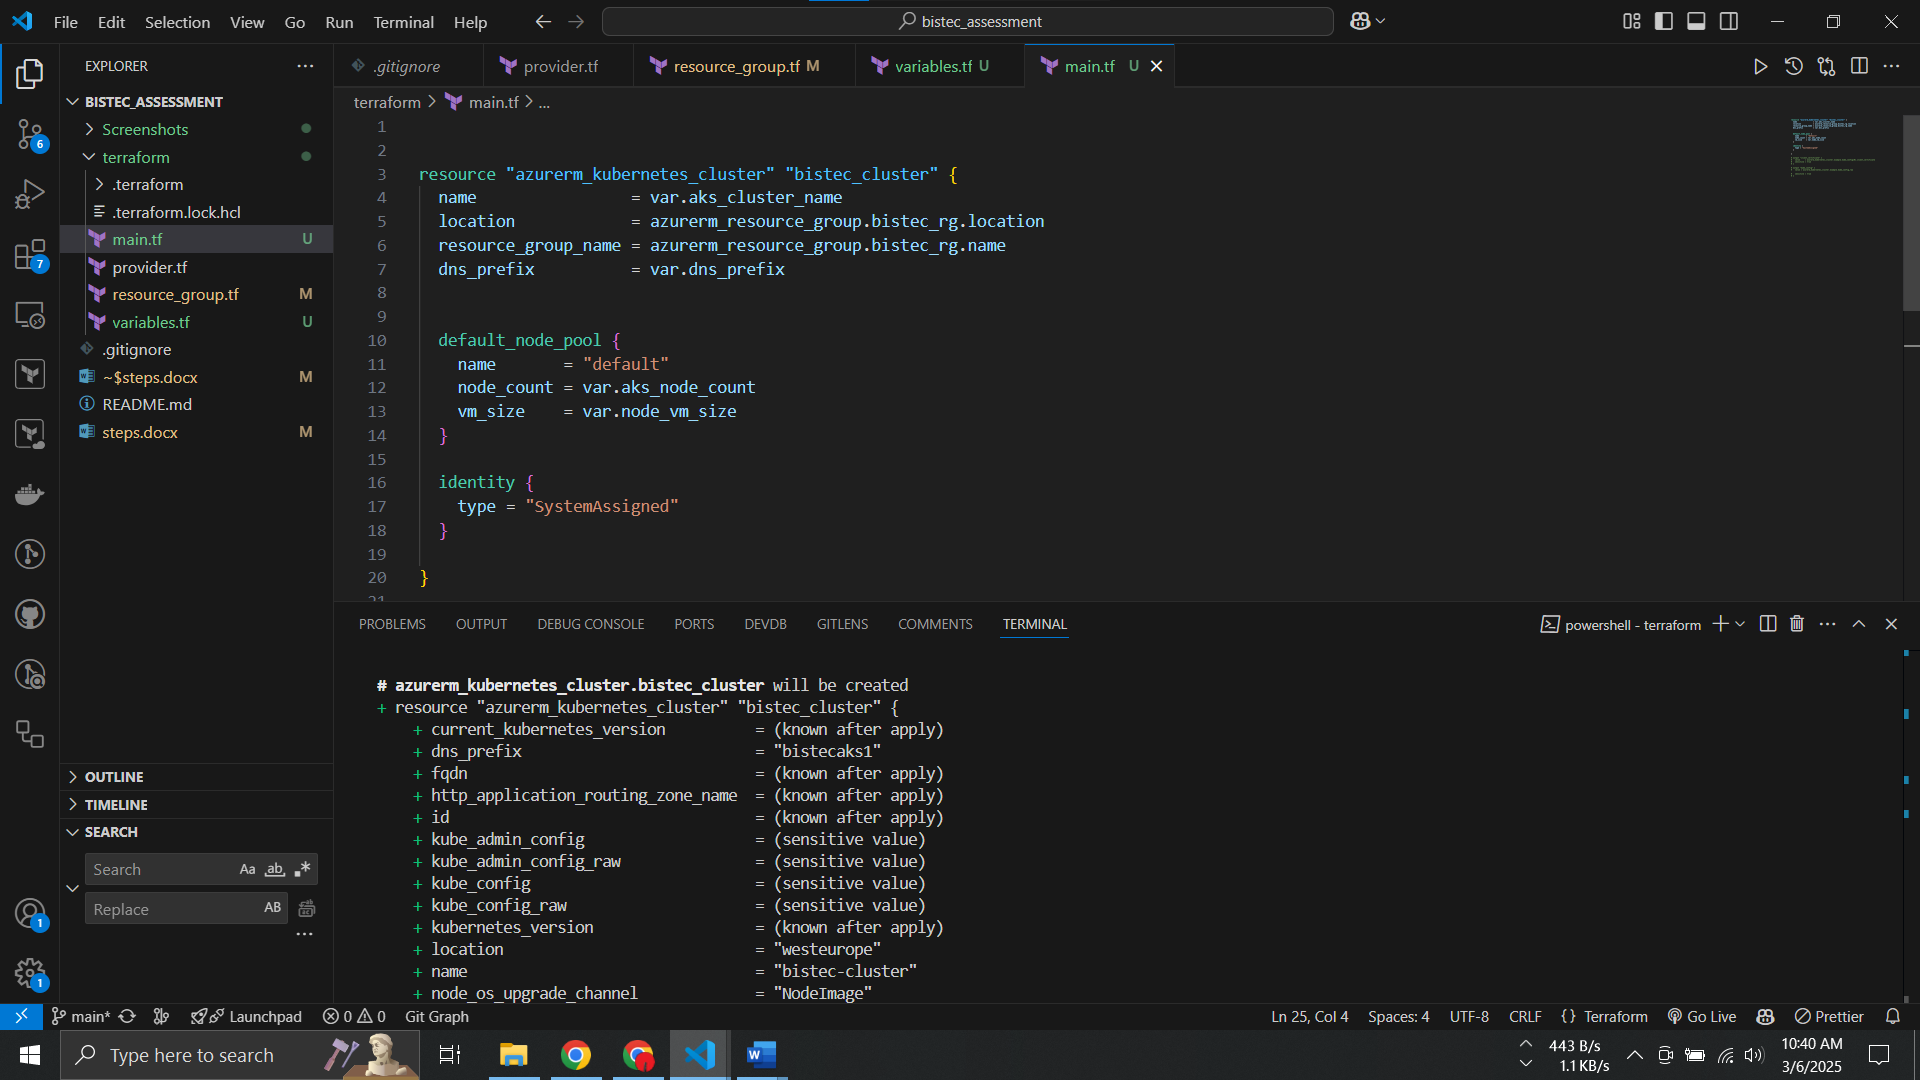 File Edit Selection View Go Run Terminal Help
bistec_assessment
EXPLORER
BISTEC_ASSESSMENT
Screenshots
terraform
.terraform
.terraform.lock.hcl
main.tf U
provider.tf
resource_group.tf M
variables.tf U
.gitignore
~$steps.docx M
README.md
steps.docx M
OUTLINE
TIMELINE
SEARCH
Search Aa ab
Replace AB
6
7
1
1
.gitignore provider.tf resource_group.tf M variables.tf U main.tf U
terraform > main.tf > ...
1
2
3 resource "azurerm_kubernetes_cluster" "bistec_cluster" {
4 name = var.aks_cluster_name
5 location = azurerm_resource_group.bistec_rg.location
6 resource_group_name = azurerm_resource_group.bistec_rg.name
7 dns_prefix = var.dns_prefix
8
9
10 default_node_pool {
11 name = "default"
12 node_count = var.aks_node_count
13 vm_size = var.node_vm_size
14 }
15
16 identity {
17 type = "SystemAssigned"
18 }
19
20 }
21
PROBLEMS OUTPUT DEBUG CONSOLE PORTS DEVDB GITLENS COMMENTS TERMINAL
powershell - terraform
# azurerm_kubernetes_cluster.bistec_cluster will be created
+ resource "azurerm_kubernetes_cluster" "bistec_cluster" {
+ current_kubernetes_version = (known after apply)
+ dns_prefix = "bistecaks1"
+ fqdn = (known after apply)
+ http_application_routing_zone_name = (known after apply)
+ id = (known after apply)
+ kube_admin_config = (sensitive value)
+ kube_admin_config_raw = (sensitive value)
+ kube_config = (sensitive value)
+ kube_config_raw = (sensitive value)
+ kubernetes_version = (known after apply)
+ location = "westeurope"
+ name = "bistec-cluster"
+ node_os_upgrade_channel = "NodeImage"
main* Launchpad 0 0 Git Graph
Ln 25, Col 4 Spaces: 4 UTF-8 CRLF {} Terraform Go Live Prettier
Type here to search
443 B/s
1.1 KB/s
10:40 AM
3/6/2025